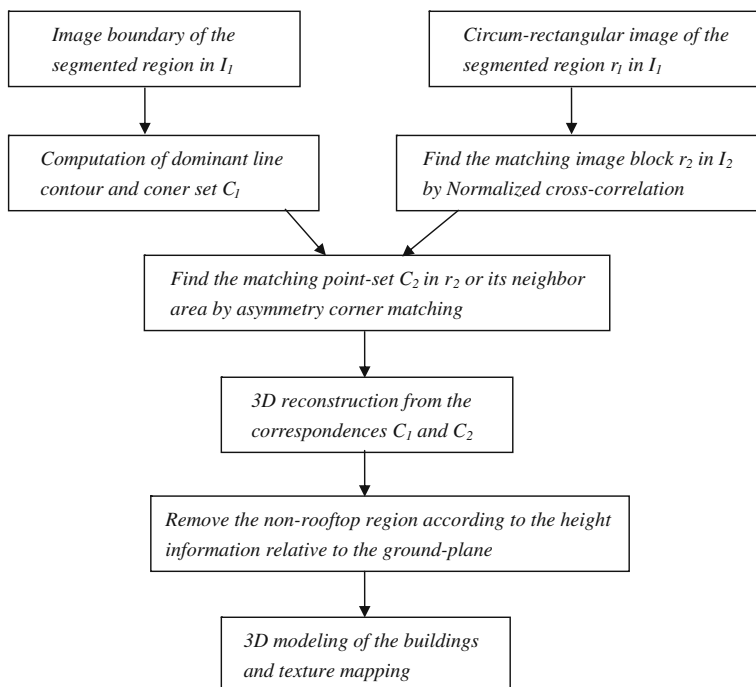 Image boundary of the
segmented region in I₁
Circum-rectangular image of the
segmented region r₁ in I₁
Computation of dominant line
contour and coner set C₁
Find the matching image block r₂ in I₂
by Normalized cross-correlation
Find the matching point-set C₂ in r₂ or its neighbor
area by asymmetry corner matching
3D reconstruction from the
correspondences C₁ and C₂
Remove the non-rooftop region according to the height
information relative to the ground-plane
3D modeling of the buildings
and texture mapping